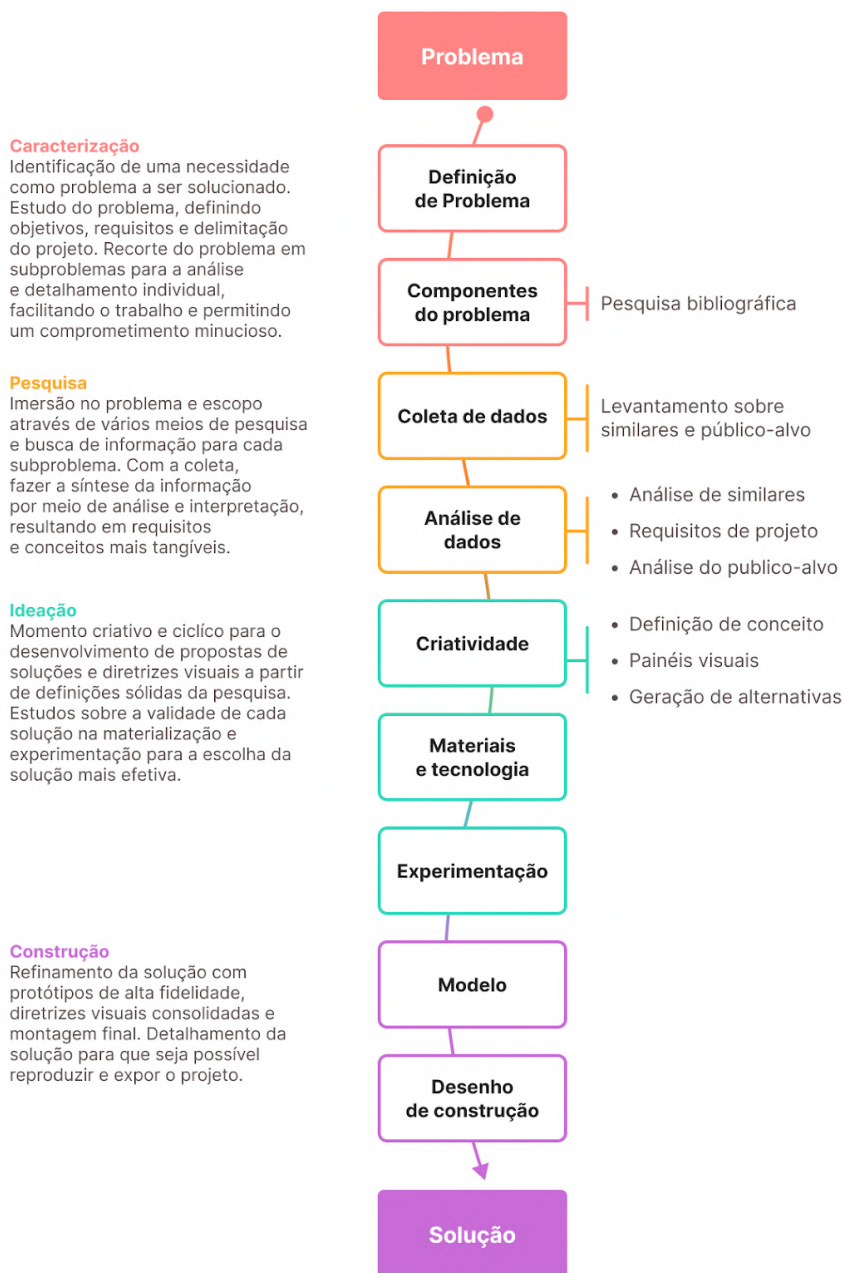 Problema
Caracterização
Identificação de uma necessidade
como problema a ser solucionado.
Estudo do problema, definindo
objetivos, requisitos e delimitação
do projeto. Recorte do problema em
subproblemas para a análise
e detalhamento individual,
facilitando o trabalho e permitindo
um comprometimento minucioso.
Definição
de Problema
Componentes
do problema
Pesquisa bibliográfica
Pesquisa
Imersão no problema e escopo
através de vários meios de pesquisa
e busca de informação para cada
subproblema. Com a coleta,
fazer a síntese da informação
por meio de análise e interpretação,
resultando em requisitos
e conceitos mais tangíveis.
Coleta de dados
Levantamento sobre
similares e público-alvo
Análise de
dados
• Análise de similares
• Requisitos de projeto
• Análise do publico-alvo
Ideação
Momento criativo e ciclíco para o
desenvolvimento de propostas de
soluções e diretrizes visuais a partir
de definições sólidas da pesquisa.
Estudos sobre a validade de cada
solução na materialização e
experimentação para a escolha da
solução mais efetiva.
Criatividade
• Definição de conceito
• Painéis visuais
• Geração de alternativas
Materiais
e tecnologia
Experimentação
Construção
Refinamento da solução com
protótipos de alta fidelidade,
diretrizes visuais consolidadas e
montagem final. Detalhamento da
solução para que seja possível
reproduzir e expor o projeto.
Modelo
Desenho
de construção
Solução